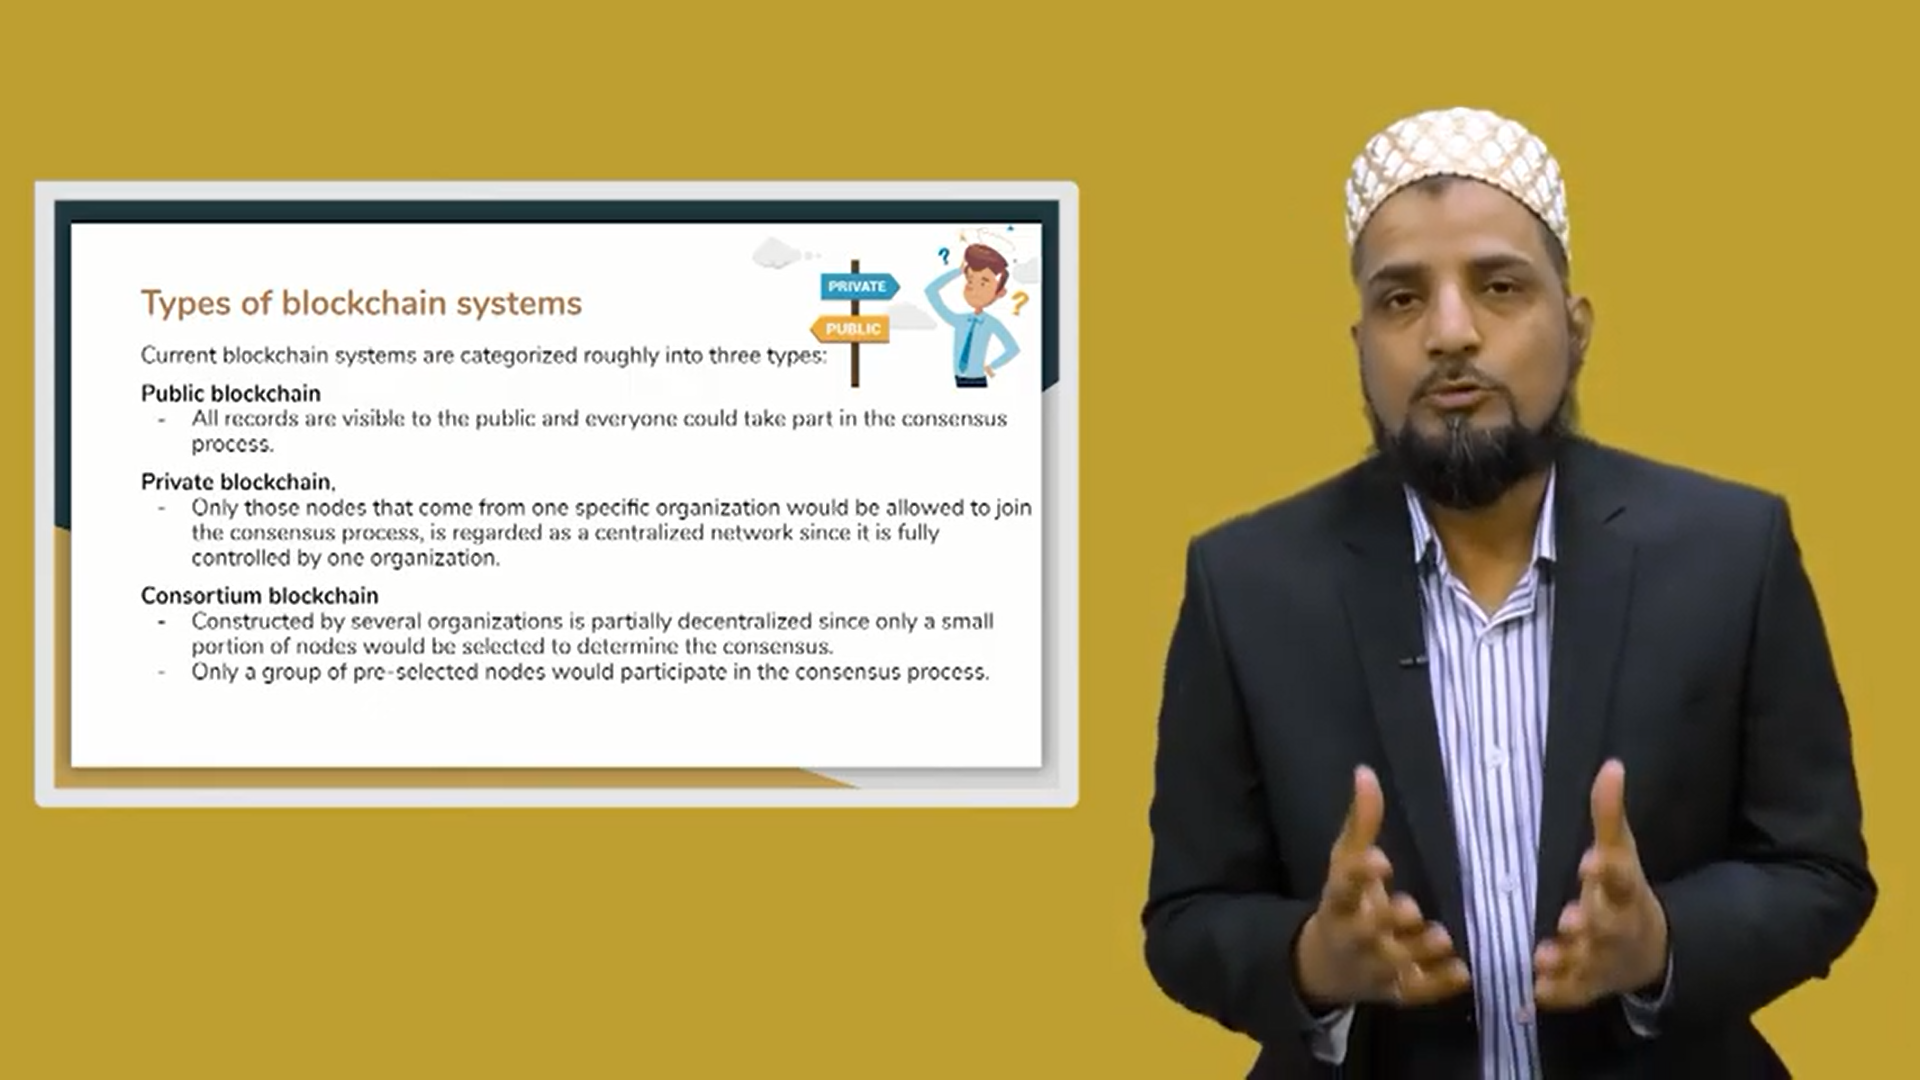 Types of blockchain systems
PRIVATE
PUBLIC
Current blockchain systems are categorized roughly into three types:
Public blockchain
- All records are visible to the public and everyone could take part in the consensus
process.
Private blockchain,
- Only those nodes that come from one specific organization would be allowed to join
the consensus process, is regarded as a centralized network since it is fully
controlled by one organization.
Consortium blockchain
- Constructed by several organizations is partially decentralized since only a small
portion of nodes would be selected to determine the consensus.
- Only a group of pre-selected nodes would participate in the consensus process.